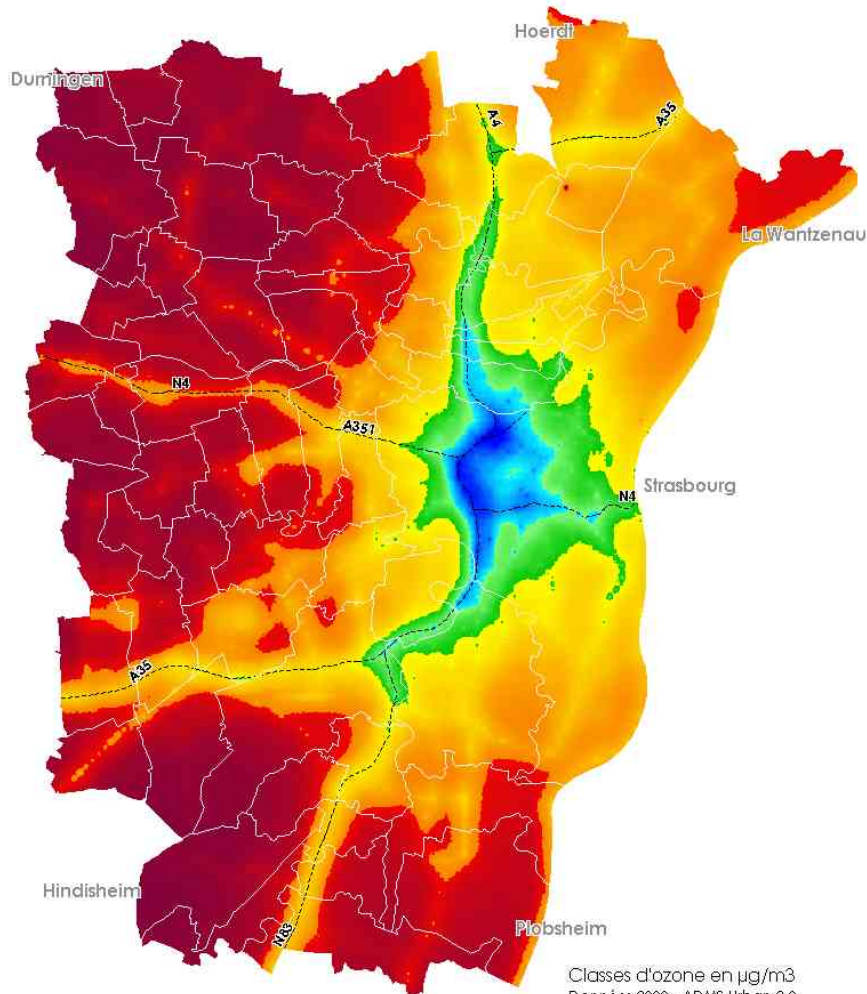 Hoerdt
Durningen
A4
A35
La Wantzenau
N4
A351
Strasbourg
N4
A35
Hindisheim
N83
Plobsheim
Classes d'ozone en µg/m3